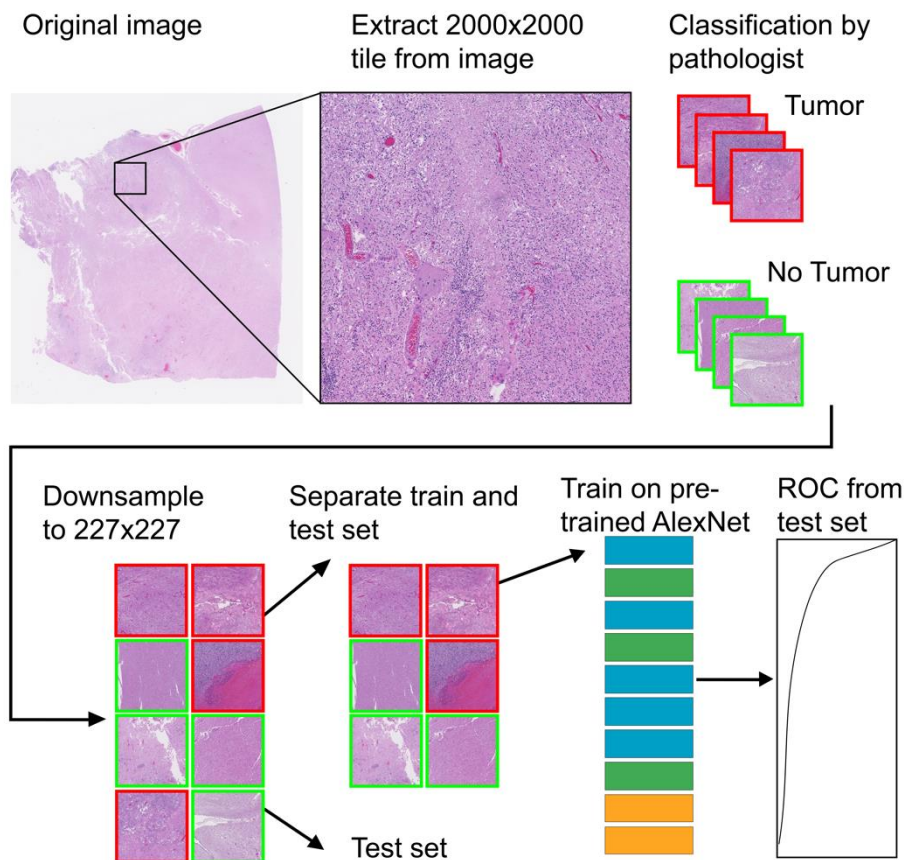 Original image
Extract 2000x2000
tile from image
Classification by
pathologist
Tumor
No Tumor
Downsample
to 227x227
Separate train and
test set
Train on pre-
trained AlexNet
ROC from
test set
Test set